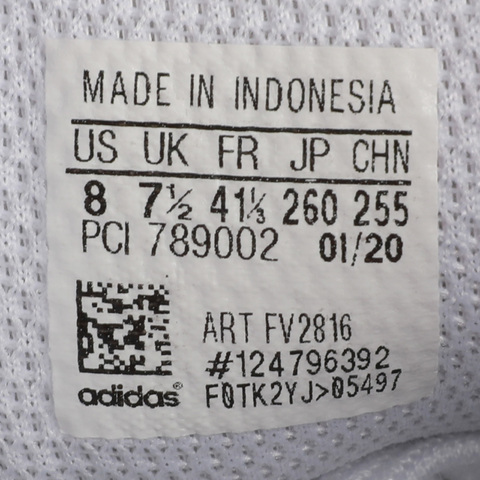 MADE IN INDONESIA
US UK FR JP CHN
8 7½ 41⅓ 260 255
PCI 789002 01/20
ART FV2816
#124796392
adidas® F0TK2YJ>05497